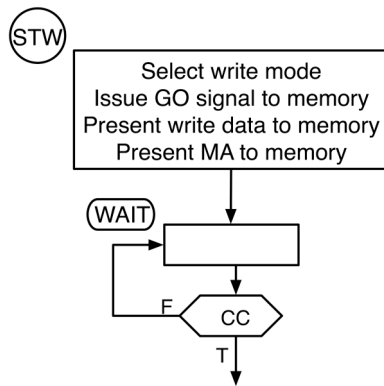 STW
Select write mode
Issue GO signal to memory
Present write data to memory
Present MA to memory
WAIT
F
CC
T